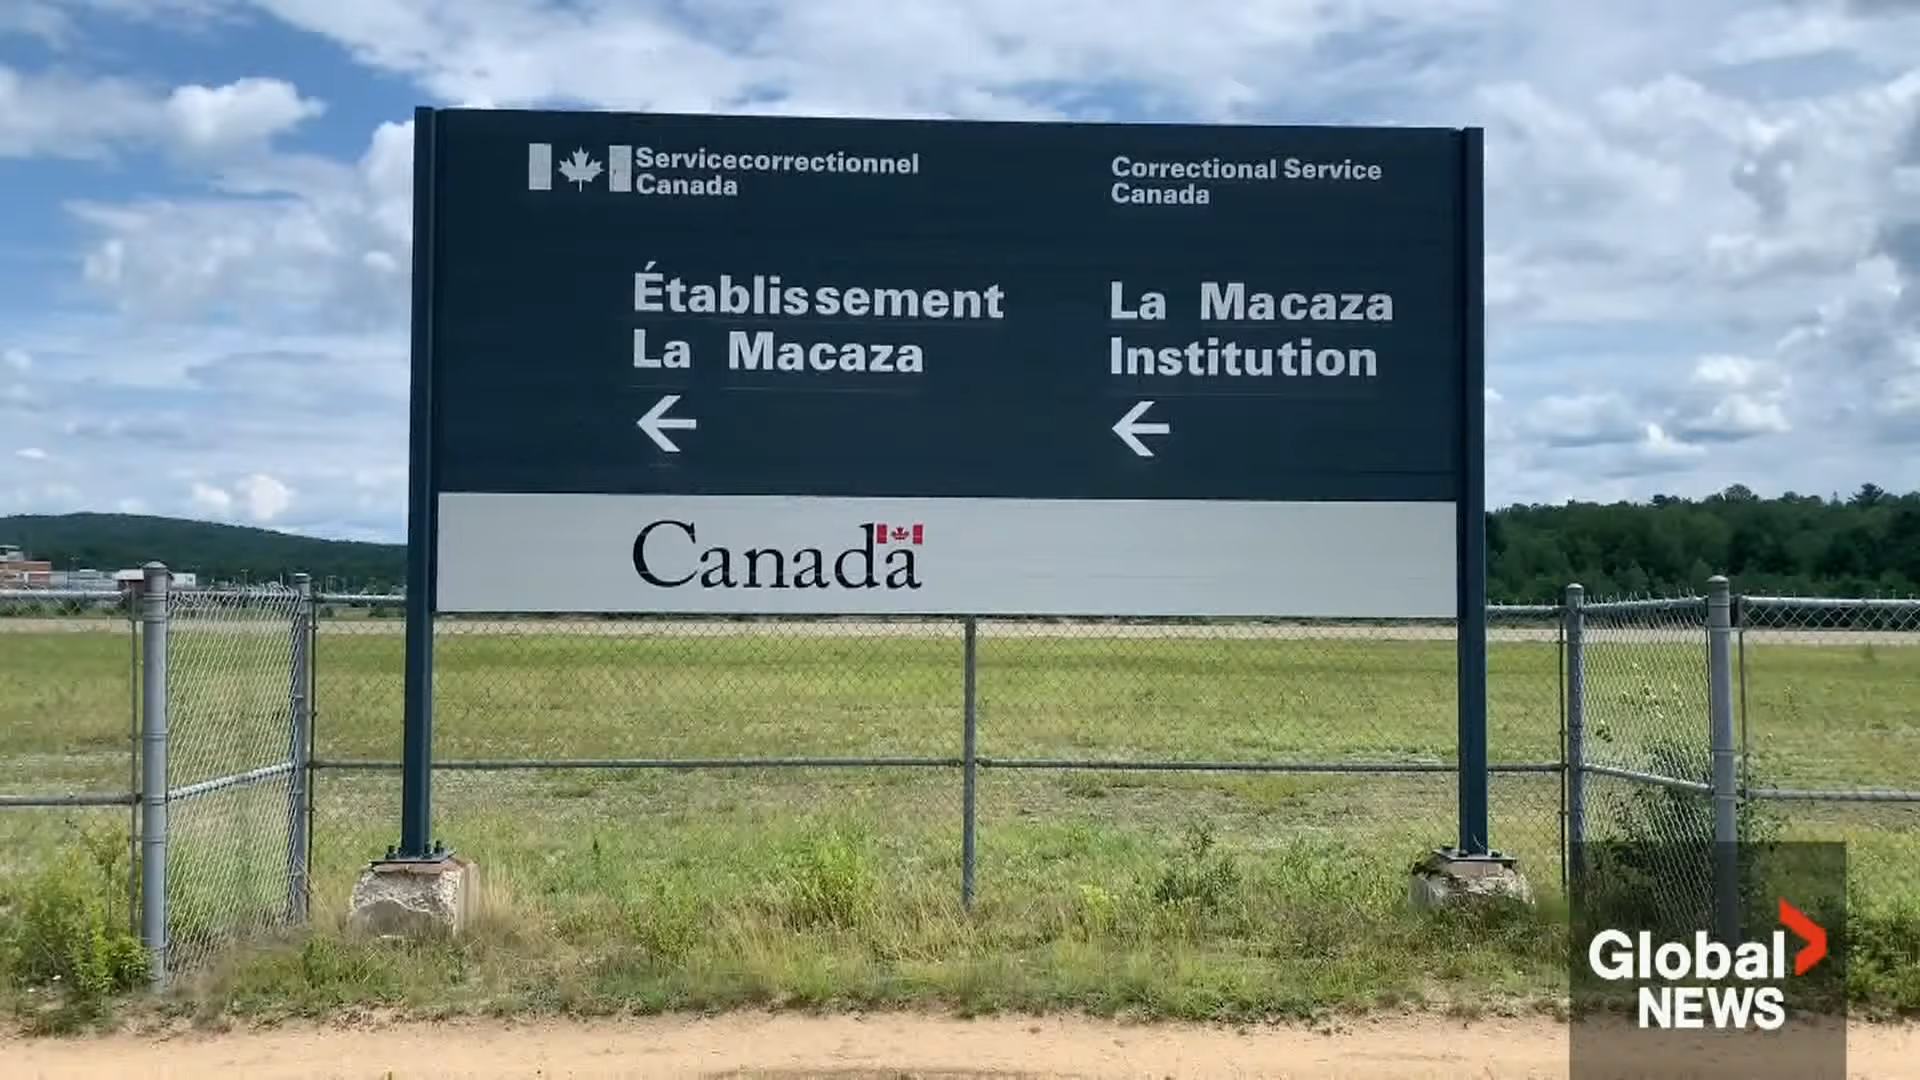 Servicecorrectionnel
Canada
Correctional Service
Canada
Établissement
La Macaza
←
La Macaza
Institution
←
Canada
Global
NEWS